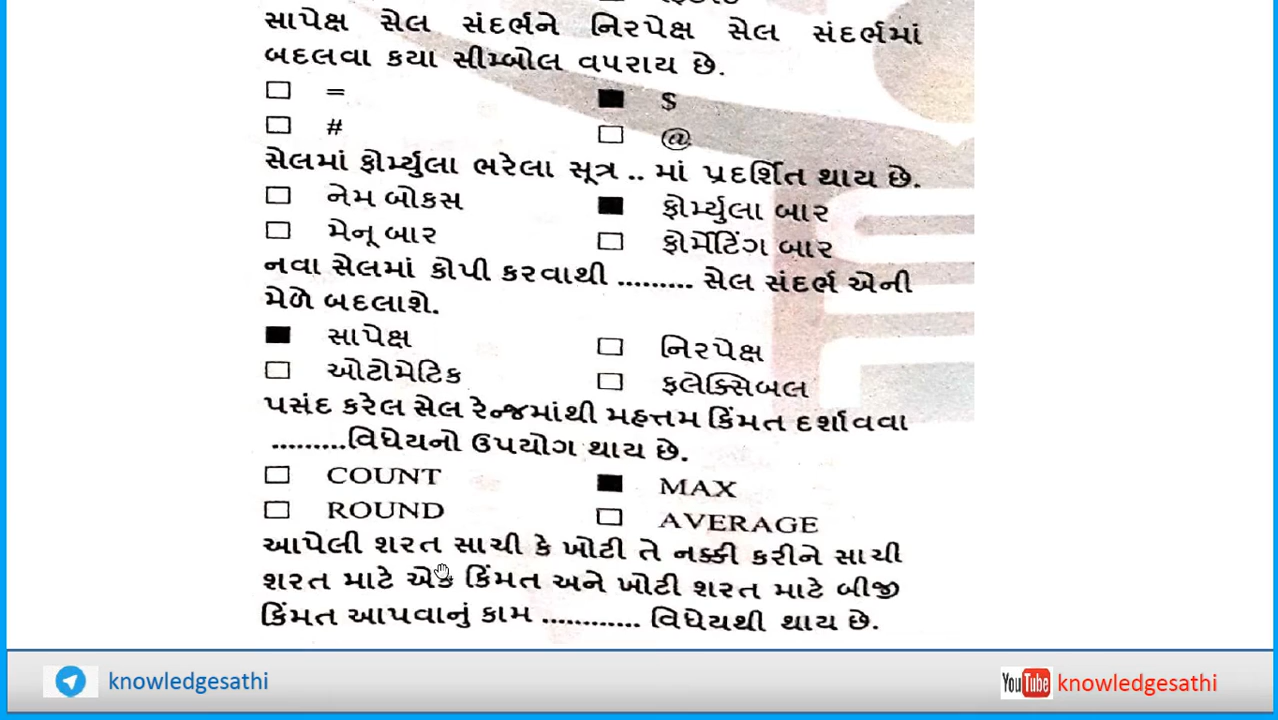 સાપેક્ષ સેલ સંદર્ભને નિરપેક્ષ સેલ સંદર્ભમાં
બદલવા કયા સીમ્બોલ વપરાય છે.
= $
# @
સેલમાં ફોર્મ્યુલા ભરેલા સૂત્ર .. માં પ્રદર્શિત થાય છે.
નેમ બોકસ ફોર્મ્યુલા બાર
મેનૂ બાર ફોર્મેટિંગ બાર
નવા સેલમાં કોપી કરવાથી ......... સેલ સંદર્ભ એની
મેળે બદલાશે.
સાપેક્ષ નિરપેક્ષ
ઓટોમેટિક ફલેક્સિબલ
પસંદ કરેલ સેલ રેન્જમાંથી મહત્તમ કિંમત દર્શાવવા
.........વિધેયનો ઉપયોગ થાય છે.
COUNT MAX
ROUND AVERAGE
આપેલી શરત સાચી કે ખોટી તે નક્કી કરીને સાચી
શરત માટે એક કિંમત અને ખોટી શરત માટે બીજી
કિંમત આપવાનું કામ ............ વિધેયથી થાય છે.
knowledgesathi
YouTube knowledgesathi